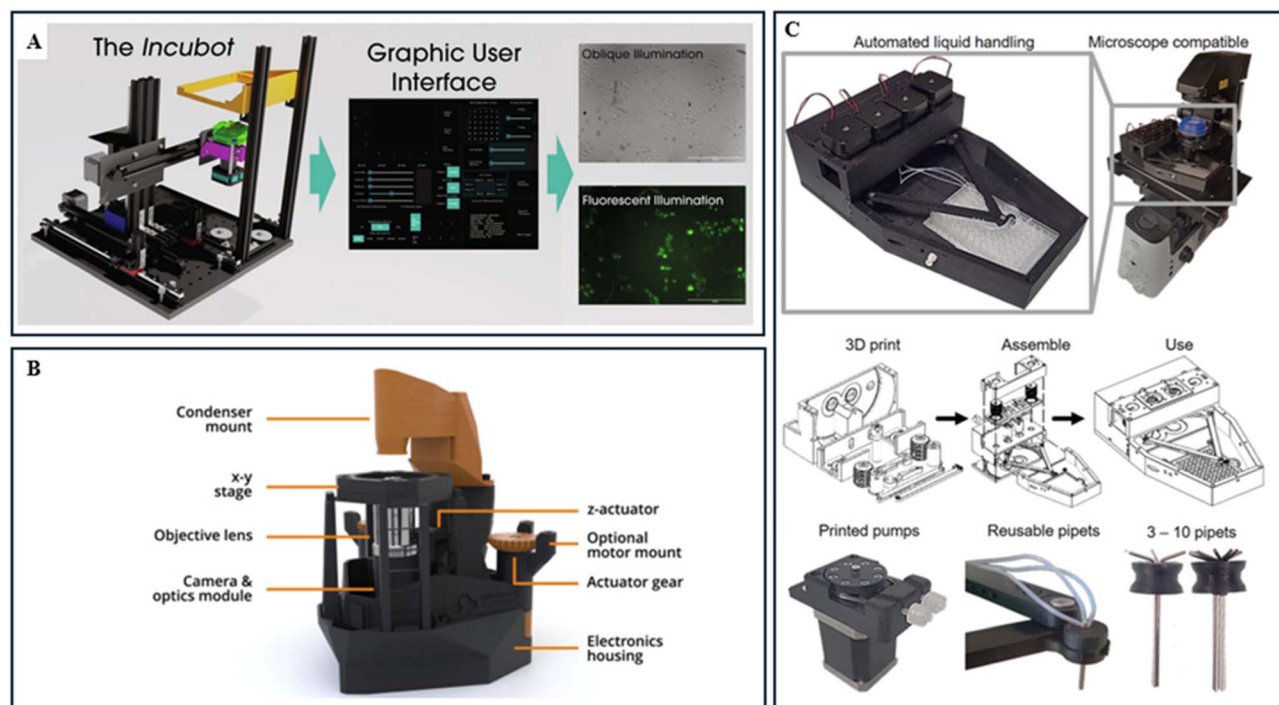 A
The Incubot
Graphic User
Interface
Oblique Illumination
Fluorescent Illumination
B
Condenser
mount
x-y
stage
Objective lens
Camera &
optics module
z-actuator
Optional
motor mount
Actuator gear
Electronics
housing
C
Automated liquid handling
Microscope compatible
3D print
Assemble
Use
Printed pumps
Reusable pipets
3 – 10 pipets